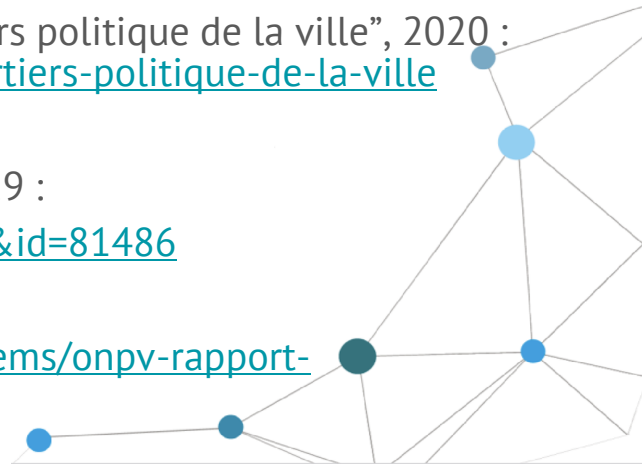 rs politique de la ville”, 2020 :
rtiers-politique-de-la-ville
9 :
&id=81486
ems/onpv-rapport-